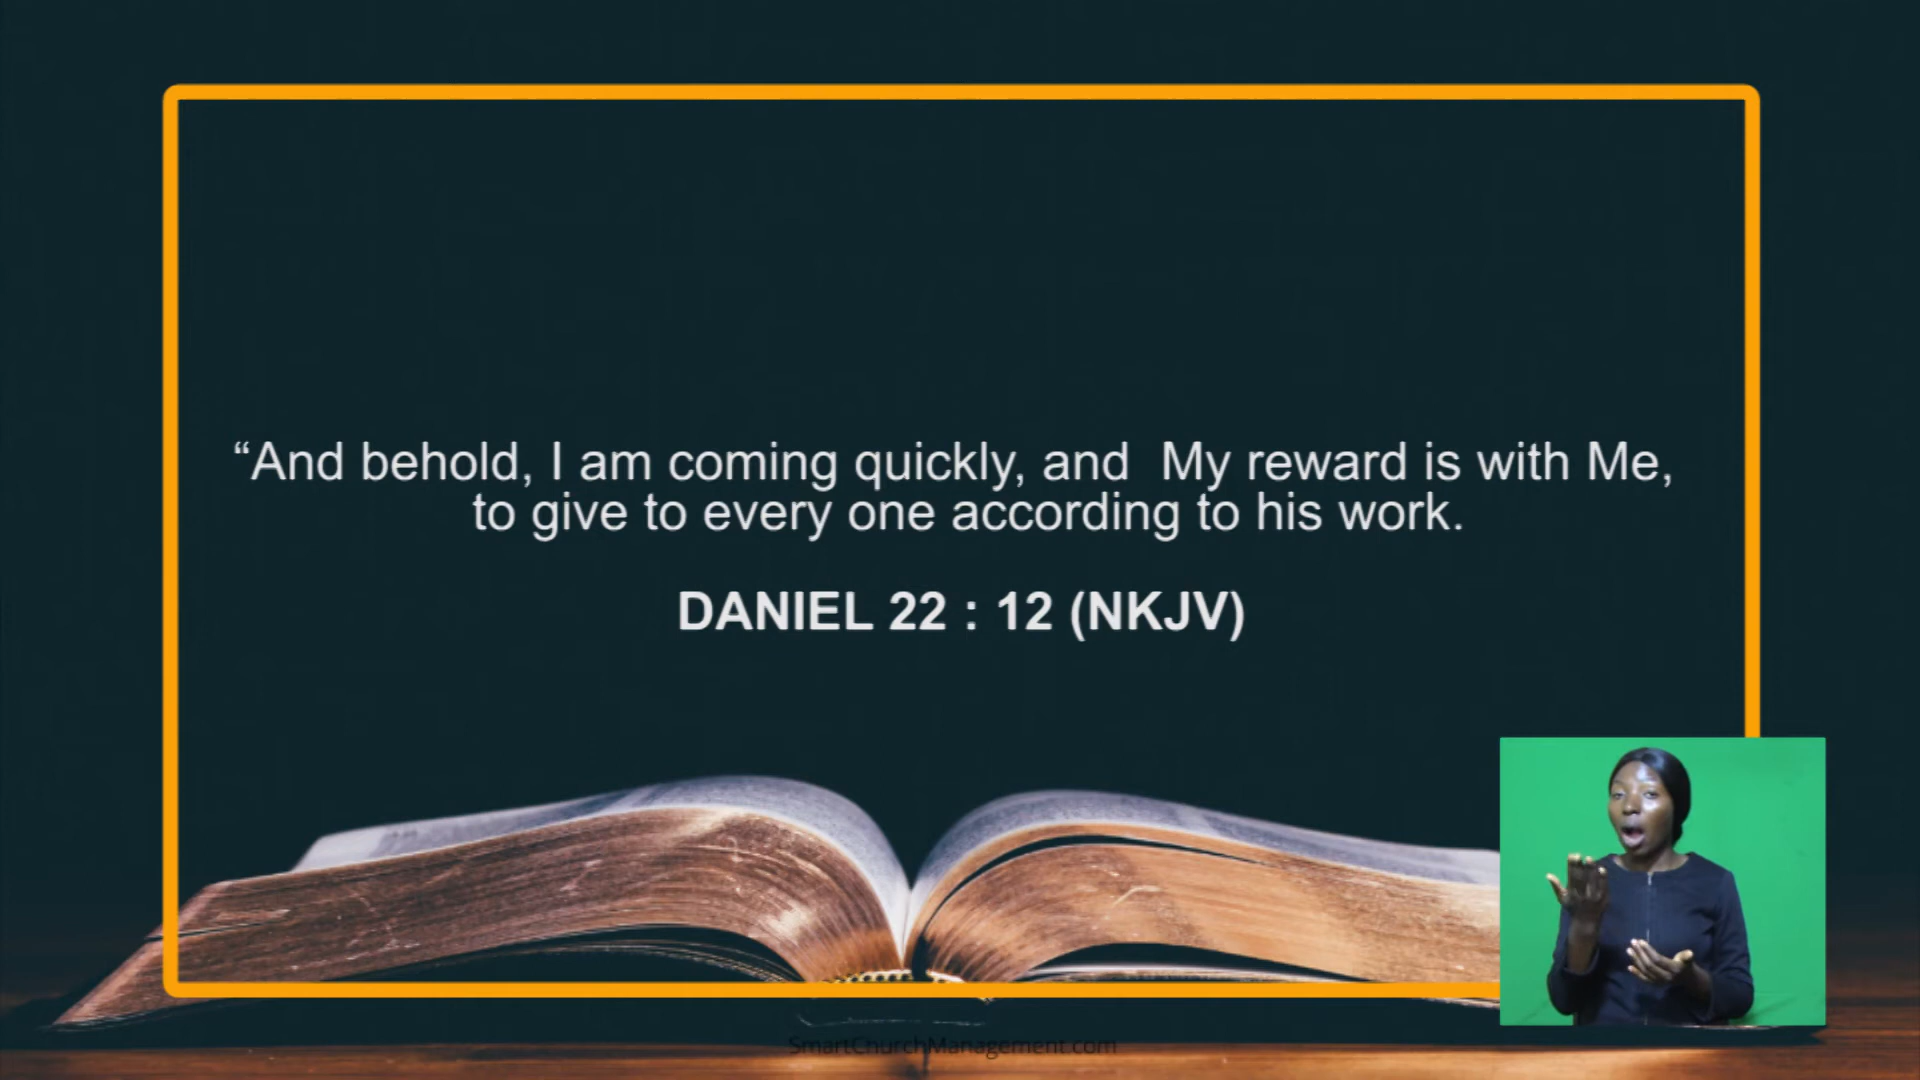 “And behold, I am coming quickly, and  My reward is with Me,
to give to every one according to his work.
DANIEL 22 : 12 (NKJV)
SmartChurchManagement.com